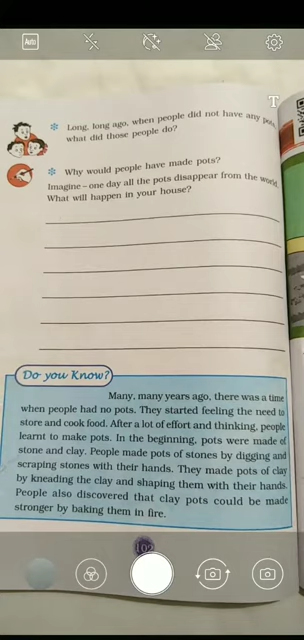 Auto
T
* Long, long ago, when people did not have any pots,
what did those people do?
* Why would people have made pots?
Imagine – one day all the pots disappear from the world.
What will happen in your house?
Do you Know?
Many, many years ago, there was a time
when people had no pots. They started feeling the need to
store and cook food. After a lot of effort and thinking, people
learnt to make pots. In the beginning, pots were made of
stone and clay. People made pots of stones by digging and
scraping stones with their hands. They made pots of clay
by kneading the clay and shaping them with their hands.
People also discovered that clay pots could be made
stronger by baking them in fire.
102